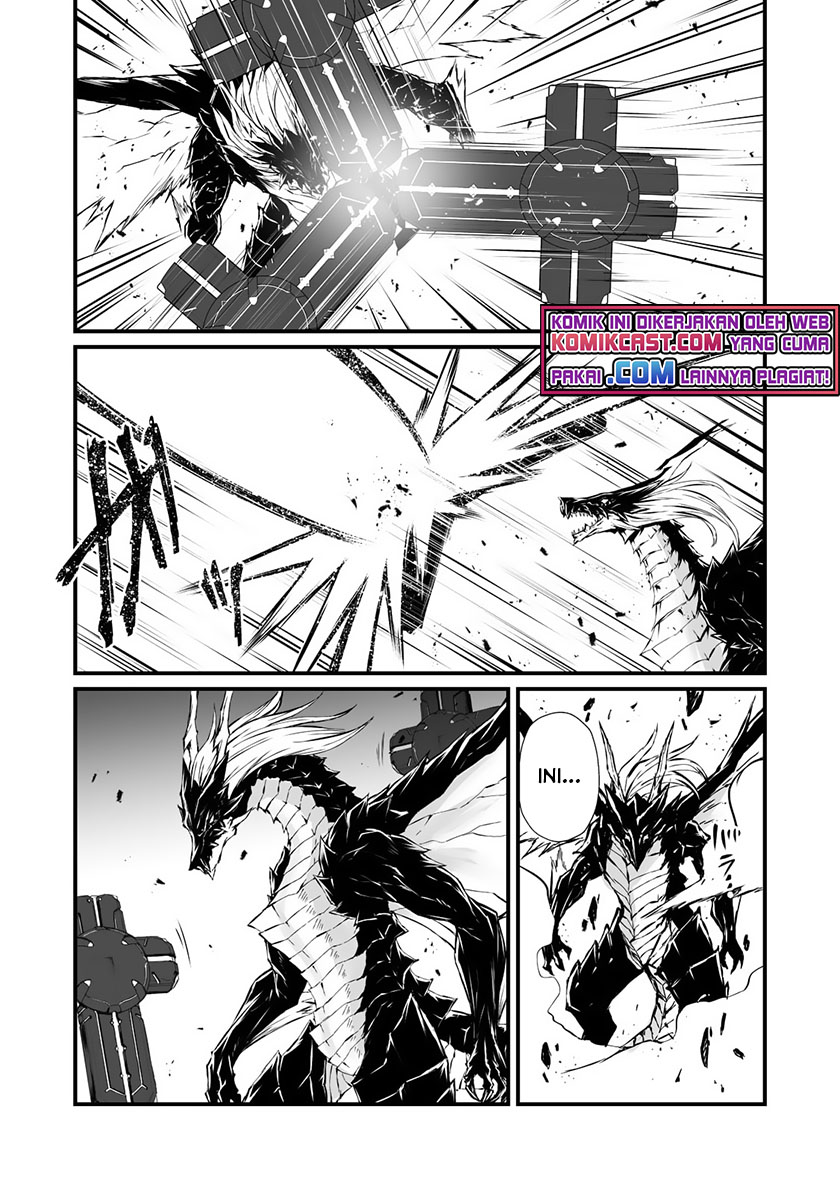 KOMIK INI DIKERJAKAN OLEH WEB
KOMIKCAST.COM YANG CUMA
PAKAI .COM LAINNYA PLAGIAT!
INI...